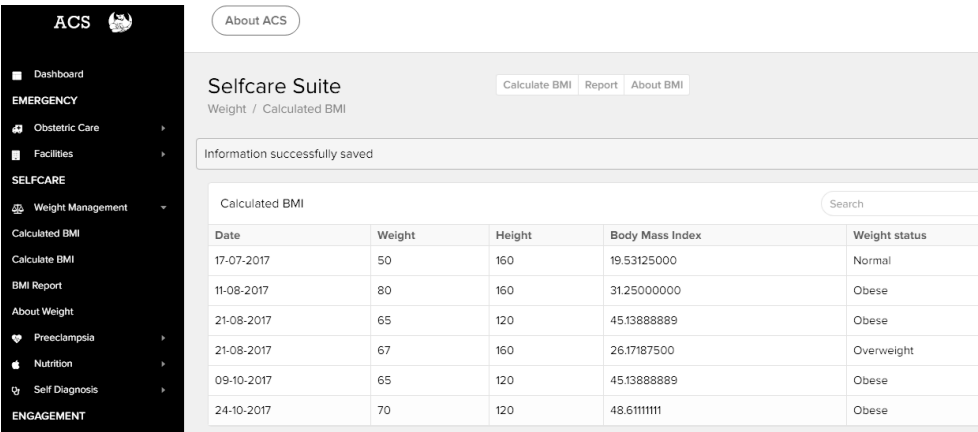 ACS
About ACS
Dashboard
EMERGENCY
Obstetric Care
Facilities
SELFCARE
Weight Management
Calculated BMI
Calculate BMI
BMI Report
About Weight
Preeclampsia
Nutrition
Self Diagnosis
ENGAGEMENT
Selfcare Suite
Calculate BMI Report About BMI
Weight / Calculated BMI
Information successfully saved
Calculated BMI Search
Date Weight Height Body Mass Index Weight status
17-07-2017 50 160 19.53125000 Normal
11-08-2017 80 160 31.25000000 Obese
21-08-2017 65 120 45.13888889 Obese
21-08-2017 67 160 26.17187500 Overweight
09-10-2017 65 120 45.13888889 Obese
24-10-2017 70 120 48.61111111 Obese